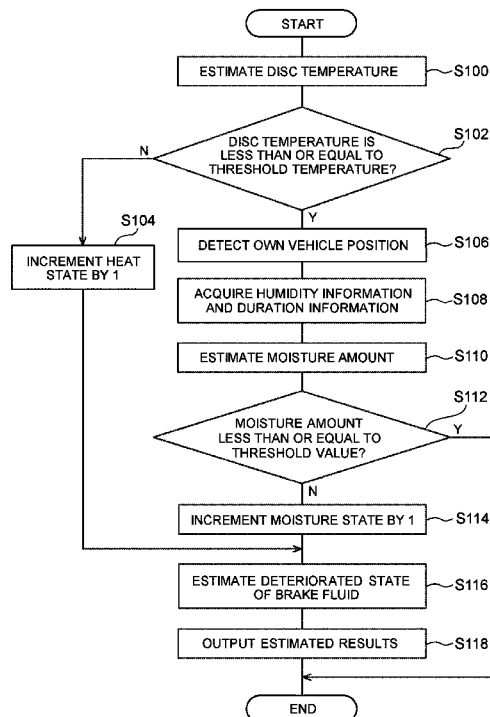 START
ESTIMATE DISC TEMPERATURE
S100
DISC TEMPERATURE IS
LESS THAN OR EQUAL TO
THRESHOLD TEMPERATURE?
S102
N
Y
S104
INCREMENT HEAT
STATE BY 1
DETECT OWN VEHICLE POSITION
S106
ACQUIRE HUMIDITY INFORMATION
AND DURATION INFORMATION
S108
ESTIMATE MOISTURE AMOUNT
S110
MOISTURE AMOUNT
LESS THAN OR EQUAL TO
THRESHOLD VALUE?
S112
Y
N
INCREMENT MOISTURE STATE BY 1
S114
ESTIMATE DETERIORATED STATE
OF BRAKE FLUID
S116
OUTPUT ESTIMATED RESULTS
S118
END